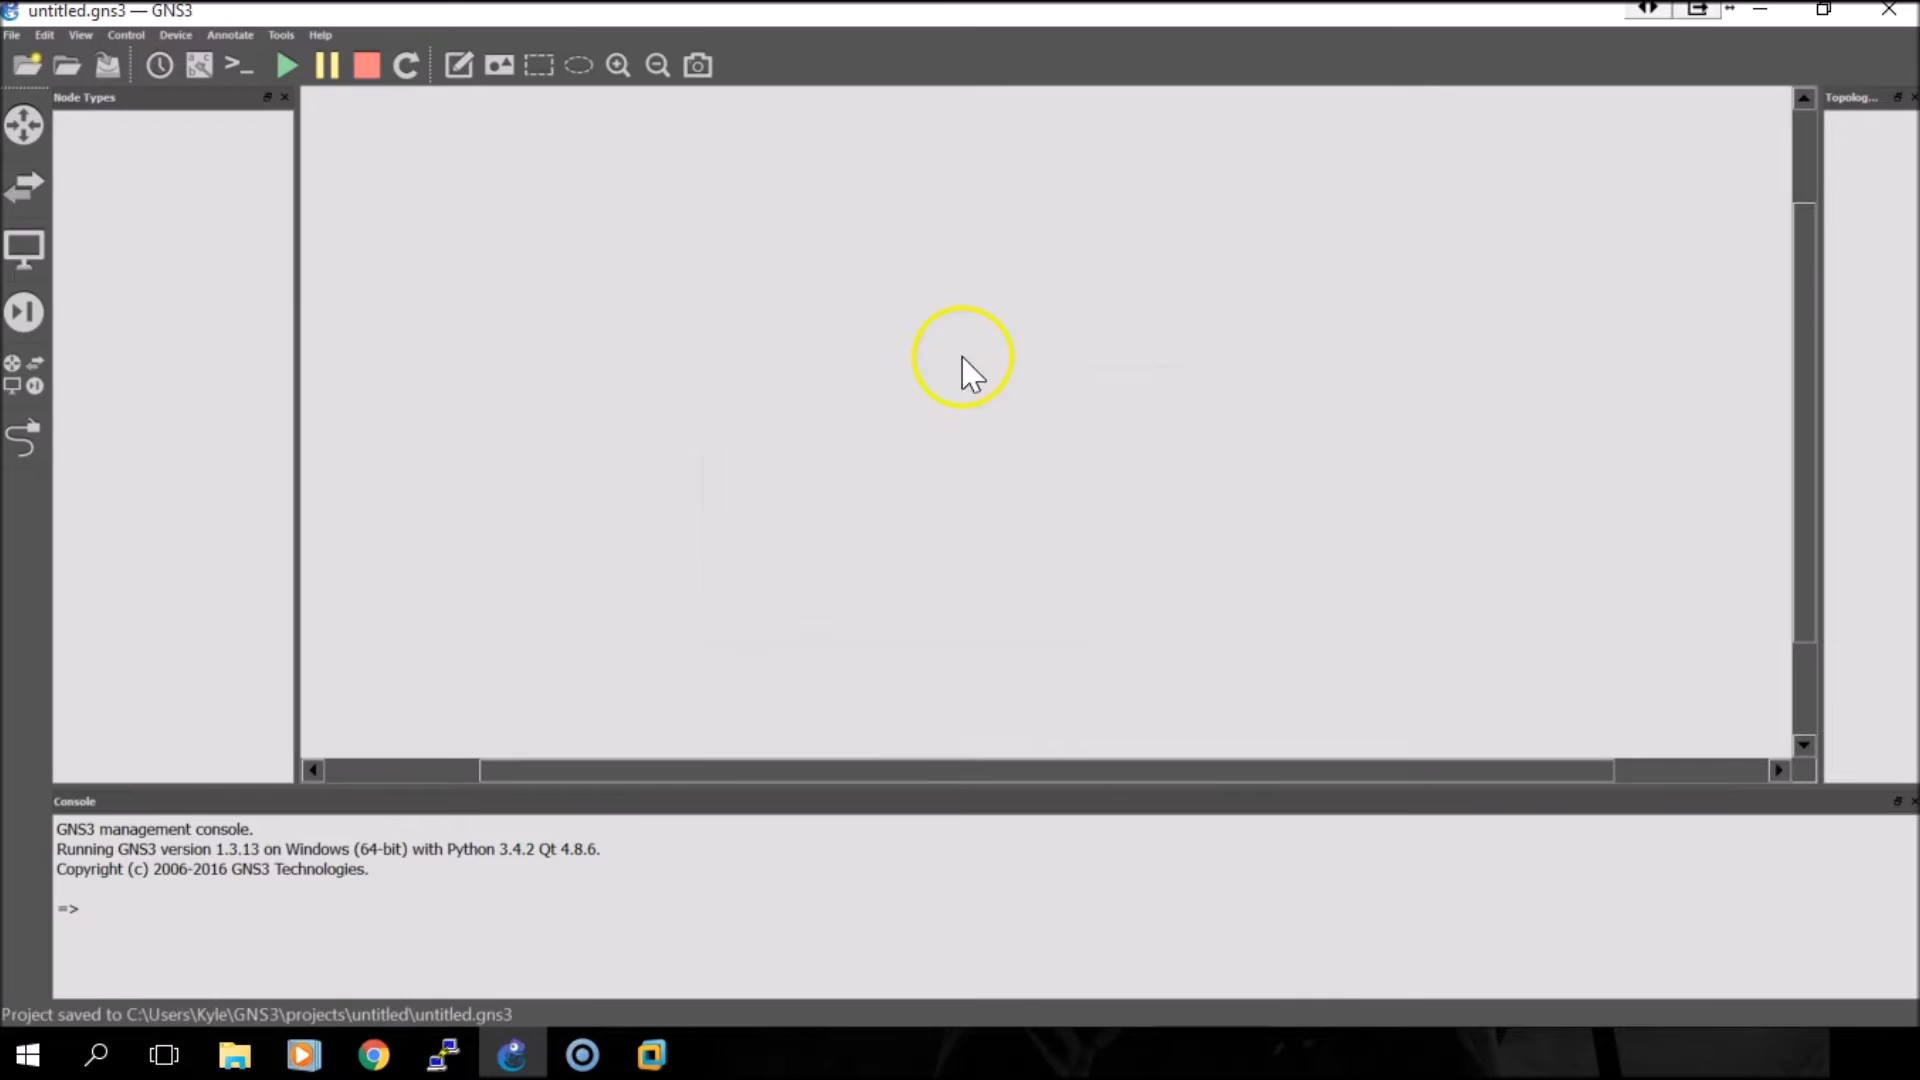 untitled.gns3 — GNS3
File Edit View Control Device Annotate Tools Help
Node Types
Topolog...
Console
GNS3 management console.
Running GNS3 version 1.3.13 on Windows (64-bit) with Python 3.4.2 Qt 4.8.6.
Copyright (c) 2006-2016 GNS3 Technologies.
=>
Project saved to C:\Users\Kyle\GNS3\projects\untitled\untitled.gns3